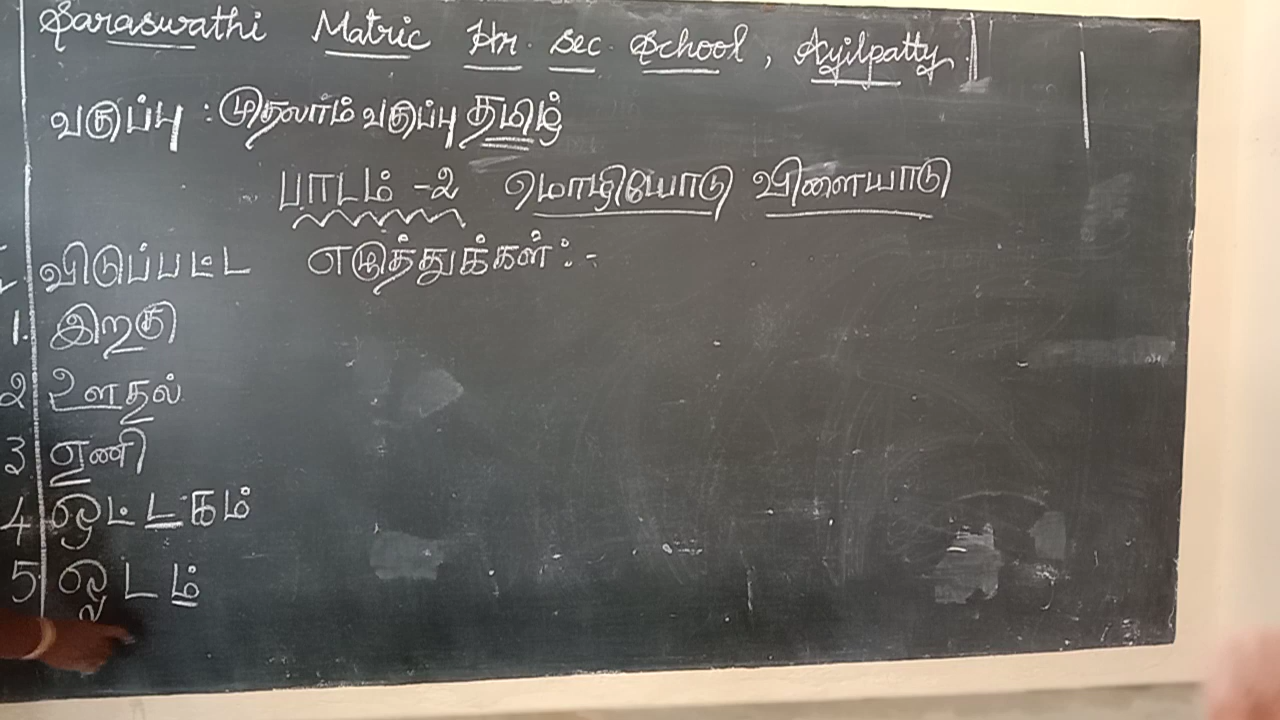 Saraswathi Matric Hr. Sec. School, Ayilpatty.
வகுப்பு : முதலாம் வகுப்பு தமிழ்
பாடம் -2 மொழியோடு விளையாடு
விடுப்பட்ட எழுத்துக்கள் :-
1. இறகு
2 ஊதல்
3 ஏணி
4 ஒட்டகம்
5 ஓடம்